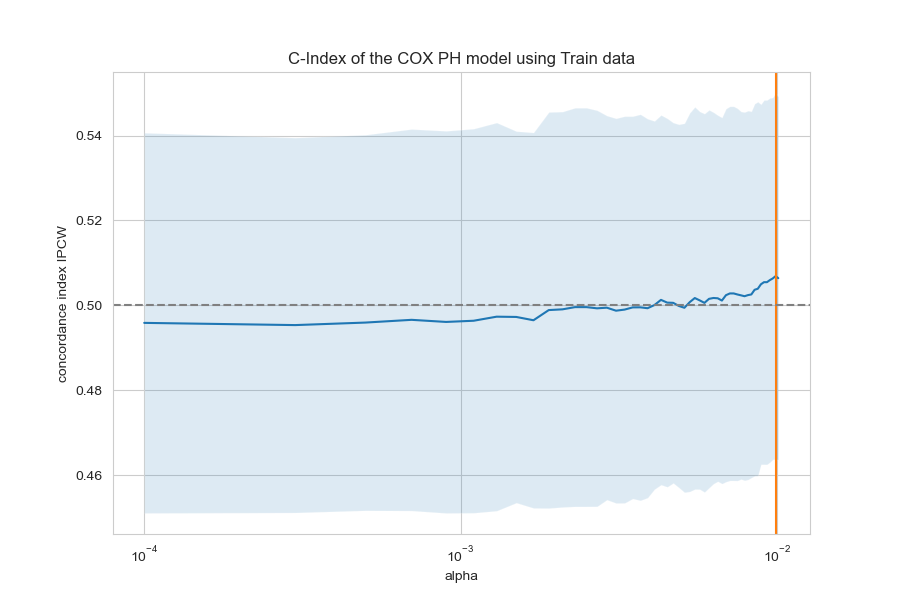 C-Index of the COX PH model using Train data
concordance index IPCW
0.54
0.52
0.50
0.48
0.46
10⁻⁴
10⁻³
10⁻²
alpha